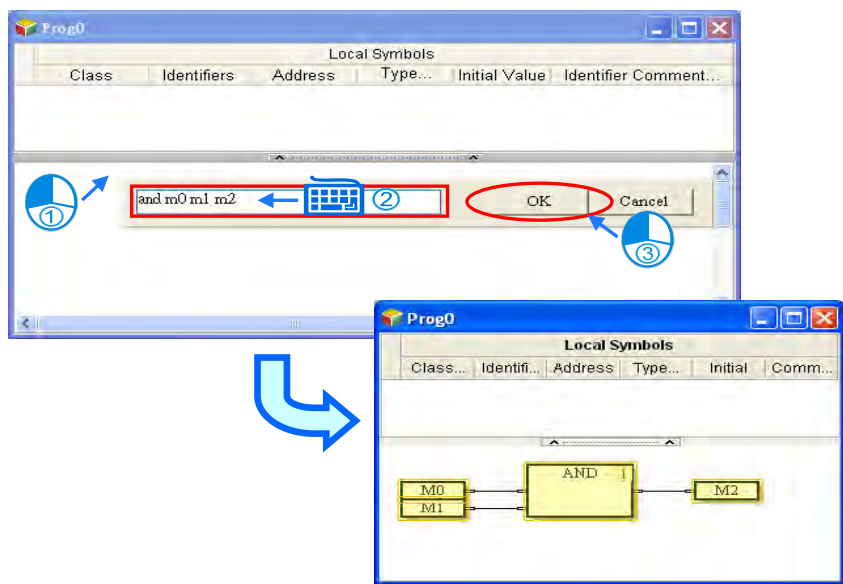 Prog0
Local Symbols
Class Identifiers Address Type... Initial Value Identifier Comment...
① and m0 m1 m2 ② OK Cancel
③
Prog0
Local Symbols
Class... Identifi... Address Type... Initial Comm...
AND 1
M0 M2
M1